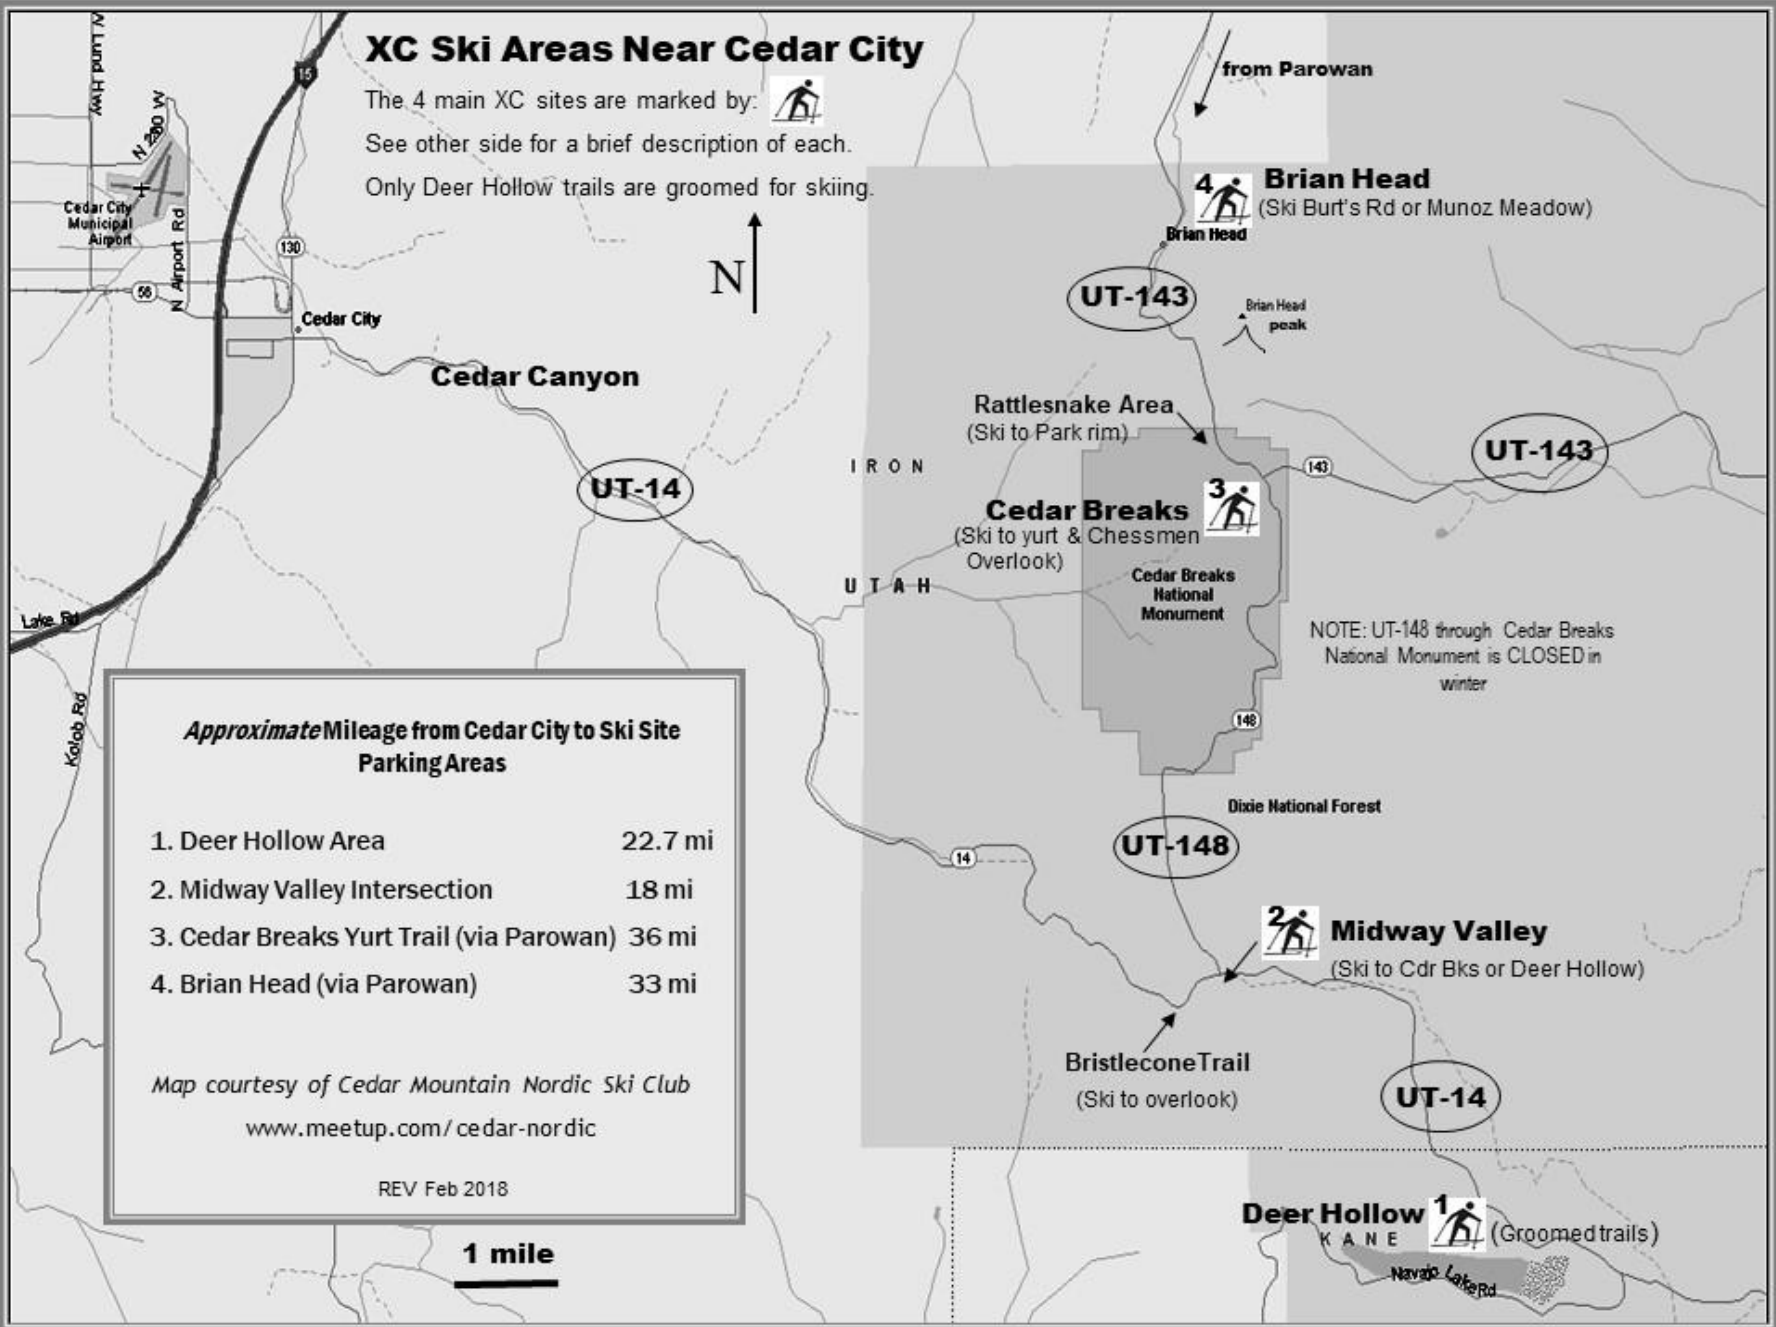 XC Ski Areas Near Cedar City
The 4 main XC sites are marked by:
See other side for a brief description of each.
Only Deer Hollow trails are groomed for skiing.
N
from Parowan
N Lund Hwy
15
N 2300 W
Cedar City
Municipal
Airport
N Airport Rd
130
56
Cedar City
Cedar Canyon
UT-14
4
Brian Head
(Ski Burt's Rd or Munoz Meadow)
Brian Head
UT-143
Brian Head
peak
Rattlesnake Area
(Ski to Park rim)
UT-143
143
IRON
UTAH
3
Cedar Breaks
(Ski to yurt & Chessmen
Overlook)
Cedar Breaks
National
Monument
NOTE: UT-148 through Cedar Breaks
National Monument is CLOSED in
winter
148
Dixie National Forest
UT-148
14
Lake Rd
Kolob Rd
2
Midway Valley
(Ski to Cdr Bks or Deer Hollow)
Bristlecone Trail
(Ski to overlook)
UT-14
Deer Hollow
1
(Groomed trails)
KANE
Navajo Lake Rd
Approximate Mileage from Cedar City to Ski Site
Parking Areas
1. Deer Hollow Area 22.7 mi
2. Midway Valley Intersection 18 mi
3. Cedar Breaks Yurt Trail (via Parowan) 36 mi
4. Brian Head (via Parowan) 33 mi
Map courtesy of Cedar Mountain Nordic Ski Club
www.meetup.com/cedar-nordic
REV Feb 2018
1 mile